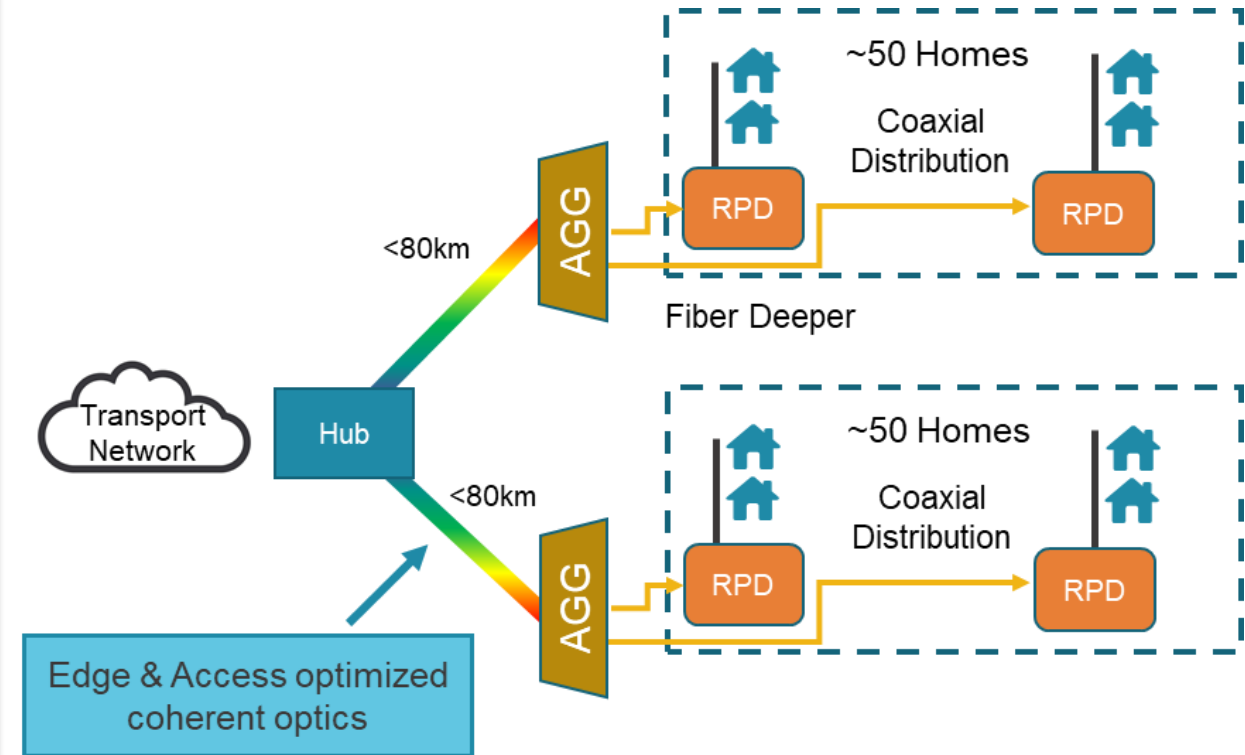 ~50 Homes
Coaxial
Distribution
RPD
RPD
AGG
<80km
Fiber Deeper
Transport
Network
Hub
~50 Homes
<80km
Coaxial
Distribution
RPD
RPD
AGG
Edge & Access optimized
coherent optics